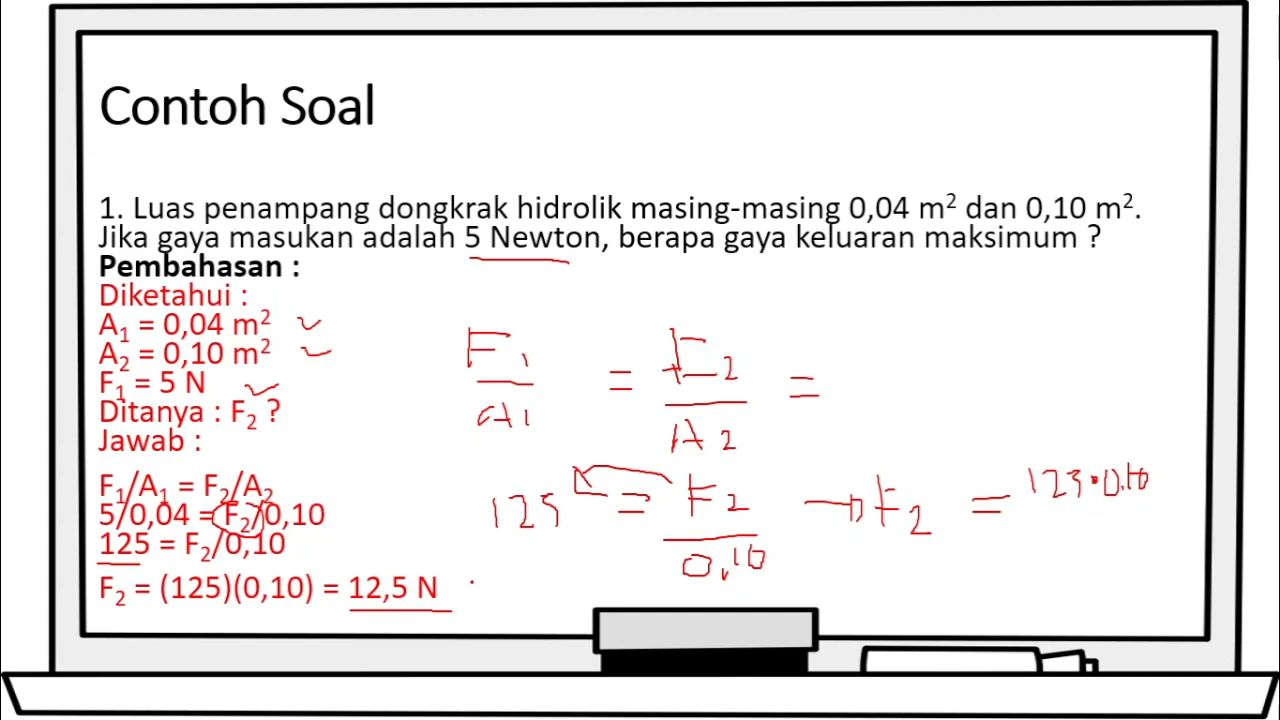 Contoh Soal
1. Luas penampang dongkrak hidrolik masing-masing 0,04 m² dan 0,10 m².
Jika gaya masukan adalah 5 Newton, berapa gaya keluaran maksimum ?
Pembahasan :
Diketahui :
A₁ = 0,04 m²
A₂ = 0,10 m²
F₁ = 5 N
Ditanya : F₂ ?
Jawab :
F₁/A₁ = F₂/A₂
5/0,04 = F₂/0,10
125 = F₂/0,10
F₂ = (125)(0,10) = 12,5 N
F₁/A₁ = F₂/A₂ =
125 = F₂/0,10 → F₂ = 125 · 0,10